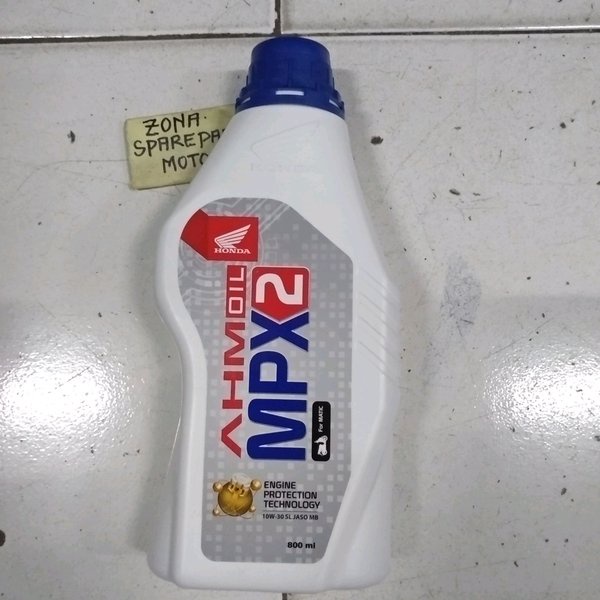 ZONA.
SPAREPA
MOTO
HONDA
HONDA
AHM OIL
MPX2
For MATIC
ENGINE
PROTECTION
TECHNOLOGY
10W-30 SL JASO MB
800 ml